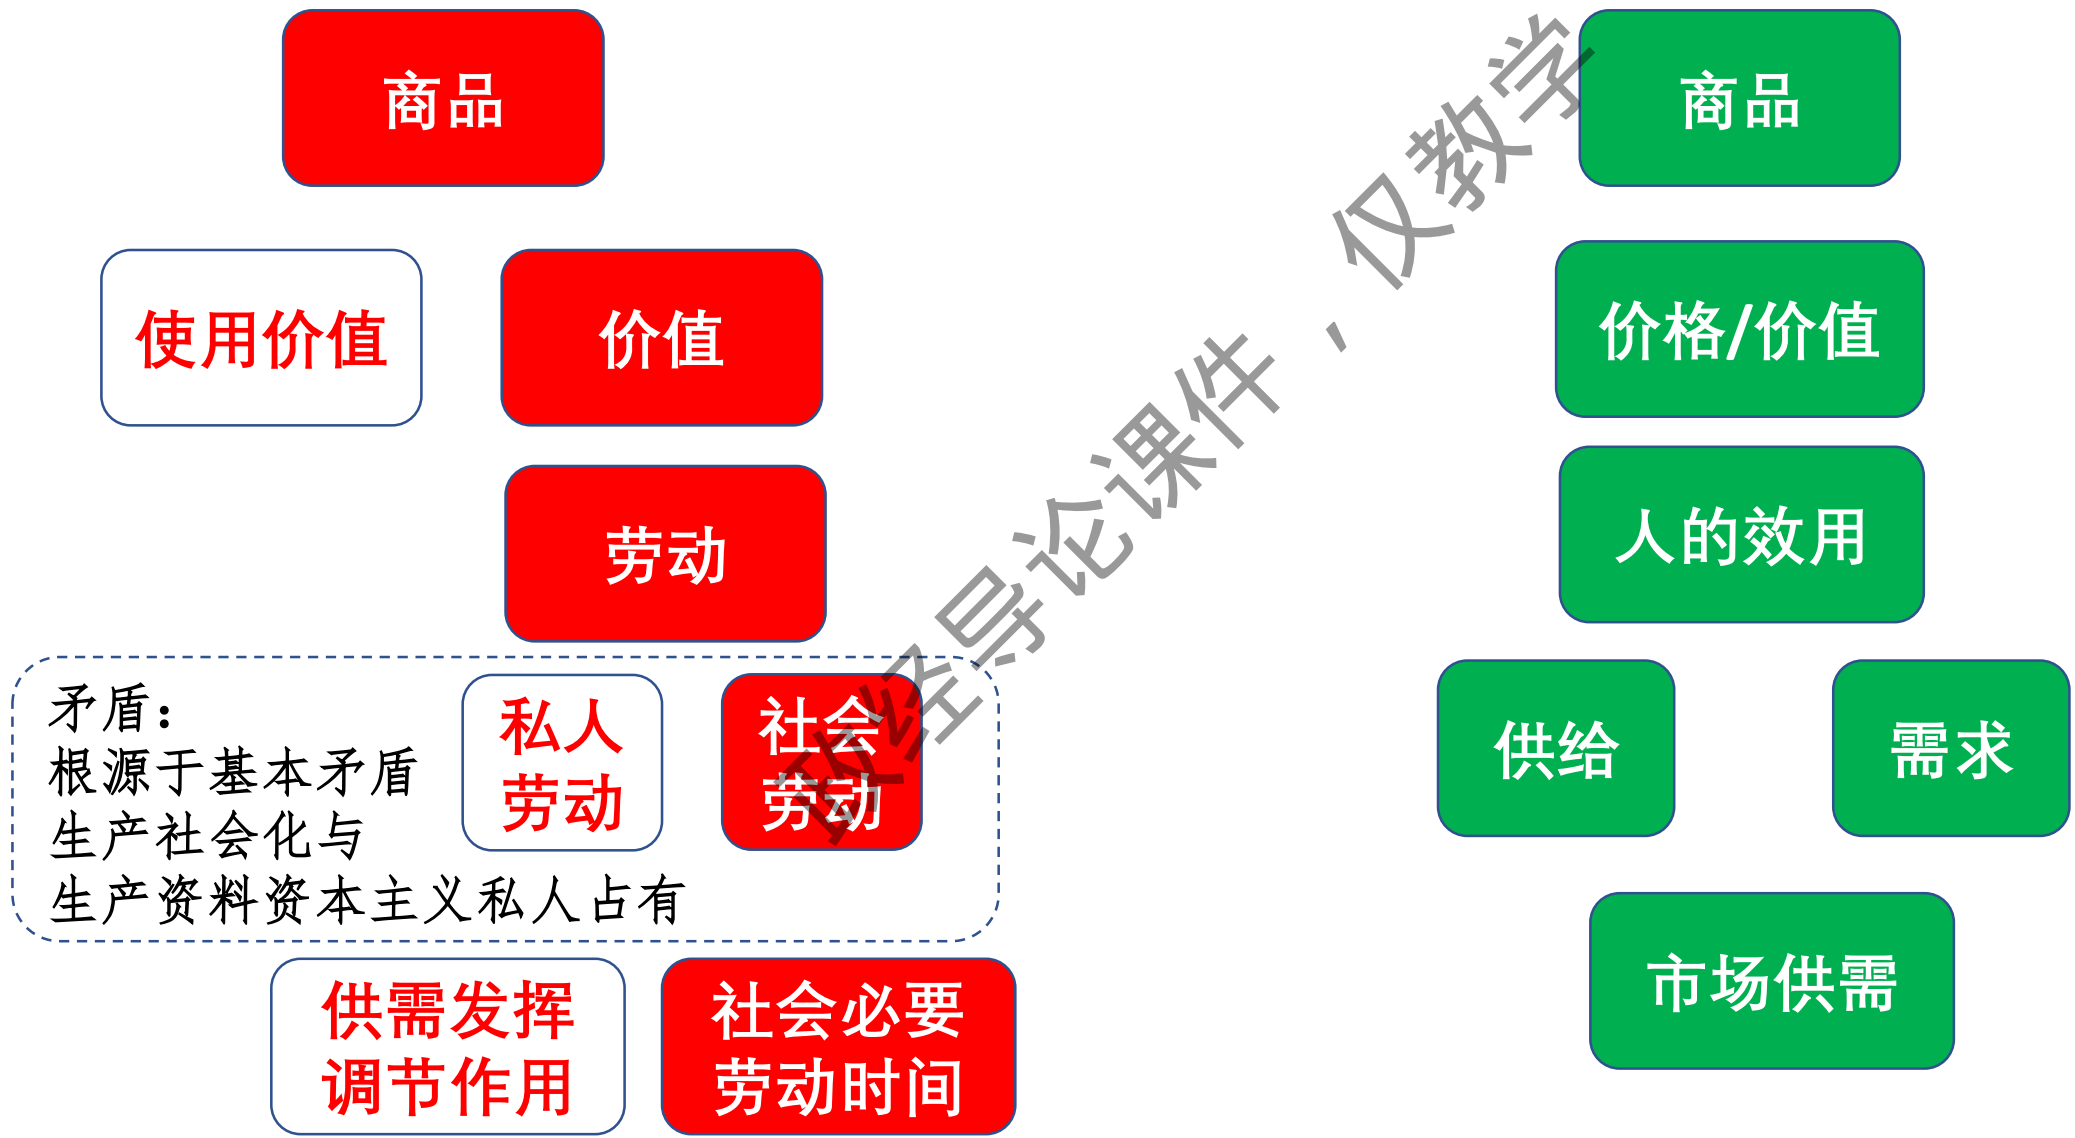 商品
商品
使用价值
价值
价格/价值
劳动
人的效用
矛盾：
根源于基本矛盾
生产社会化与
生产资料资本主义私人占有
私人
劳动
社会
劳动
供给
需求
供需发挥
调节作用
社会必要
劳动时间
市场供需
政经导论课件，仅教学